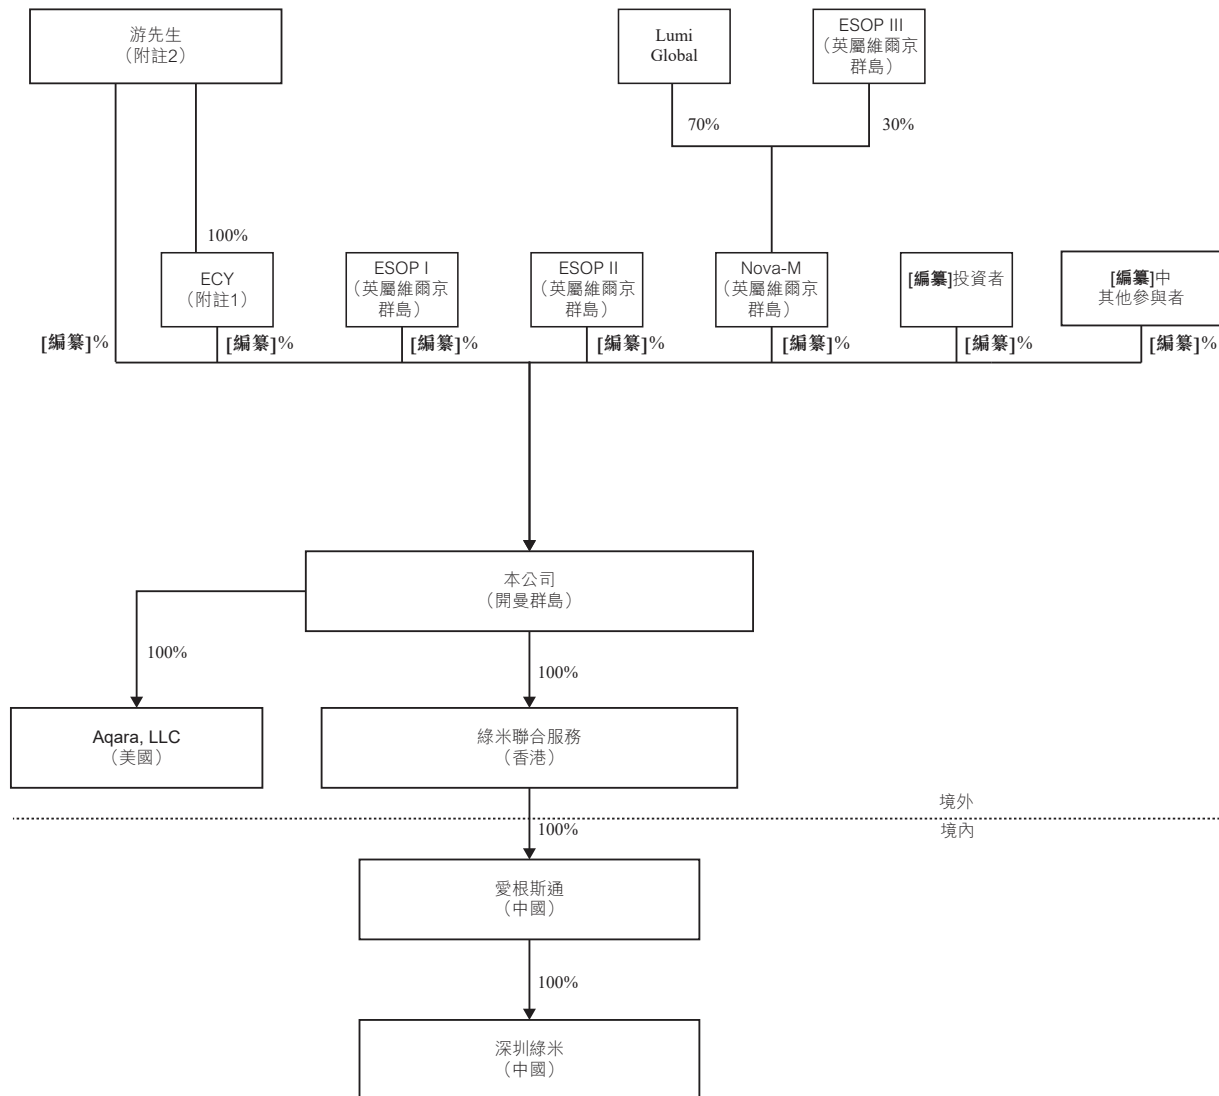 游先生
（附註2）
Lumi
Global
ESOP III
（英屬維爾京
群島）
70%
30%
100%
ECY
（附註1）
ESOP I
（英屬維爾京
群島）
ESOP II
（英屬維爾京
群島）
Nova-M
（英屬維爾京
群島）
[編纂]投資者
[編纂]中
其他參與者
[編纂]%
[編纂]%
[編纂]%
[編纂]%
[編纂]%
[編纂]%
[編纂]%
本公司
（開曼群島）
100%
100%
Aqara, LLC
（美國）
綠米聯合服務
（香港）
境外
100%
境內
愛根斯通
（中國）
100%
深圳綠米
（中國）